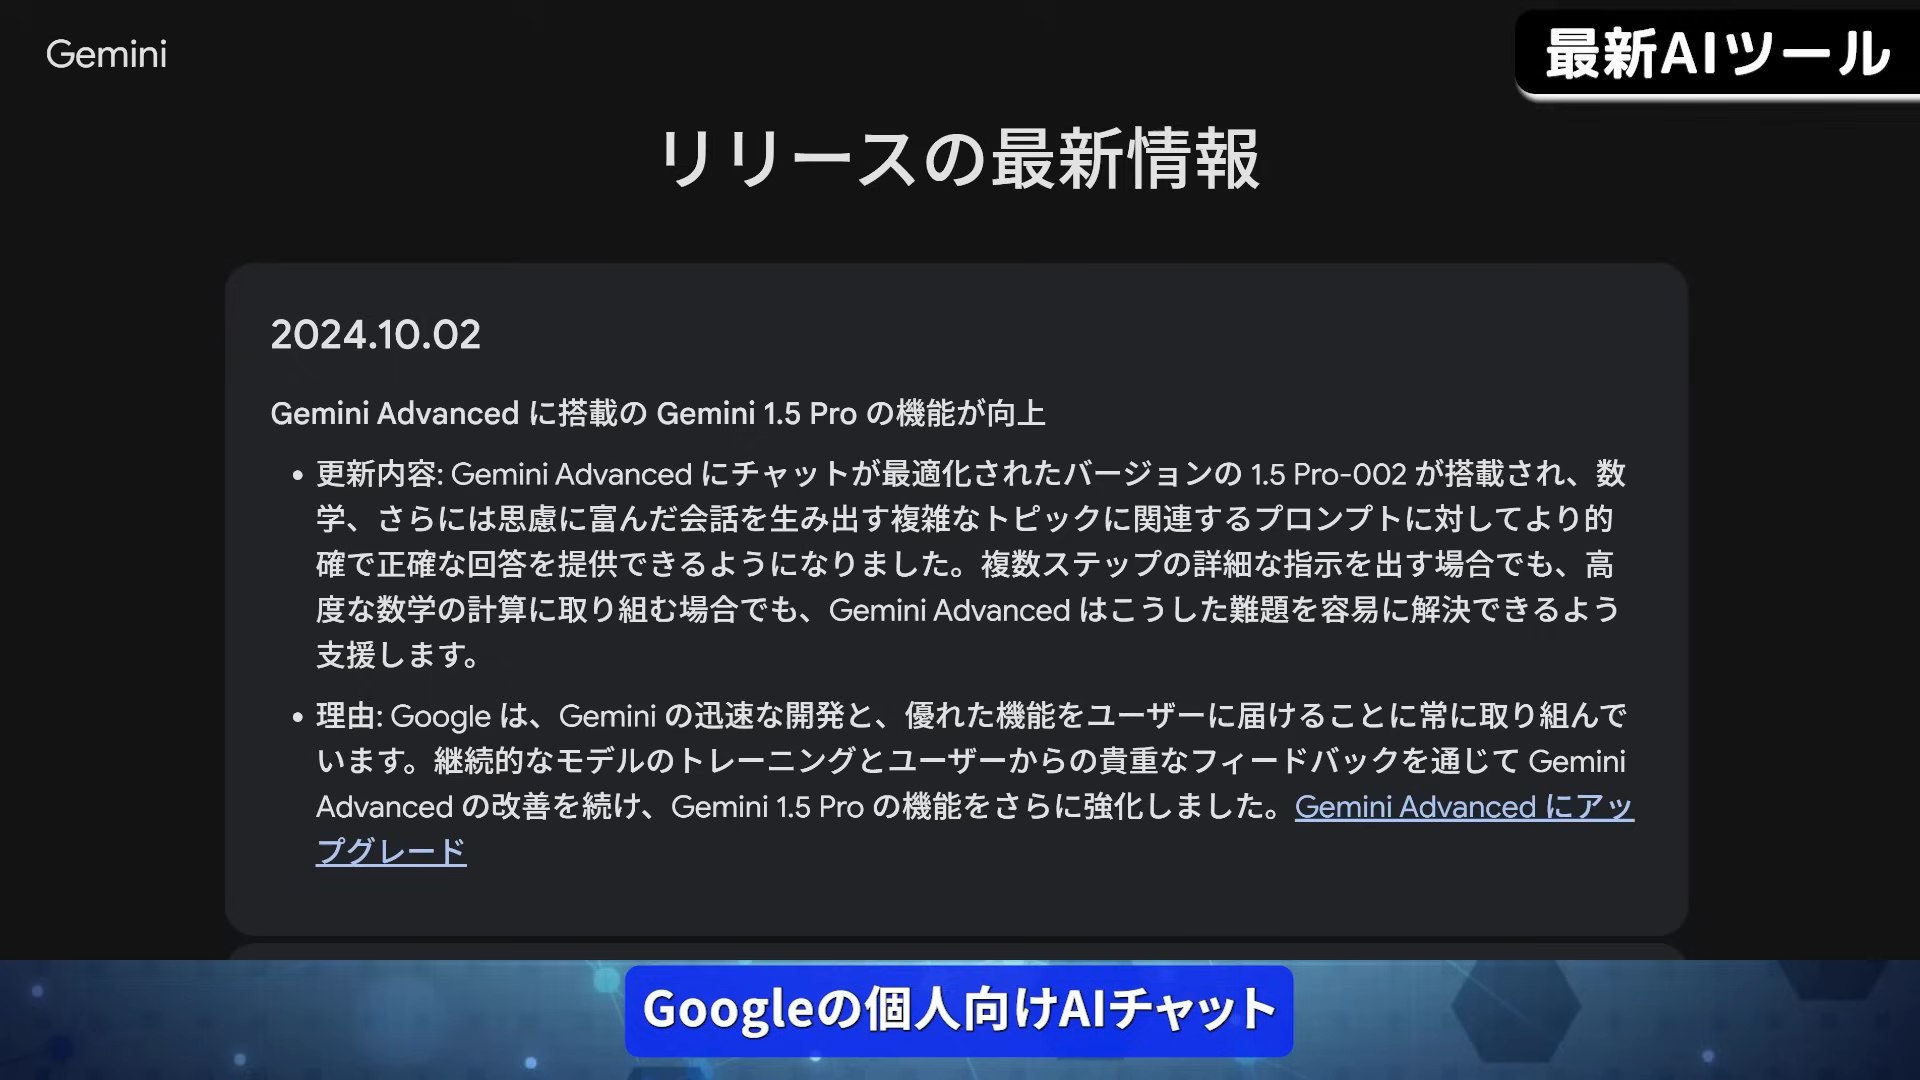 Gemini
最新AIツール
リリースの最新情報
2024.10.02
Gemini Advanced に搭載の Gemini 1.5 Pro の機能が向上
• 更新内容: Gemini Advanced にチャットが最適化されたバージョンの 1.5 Pro-002 が搭載され、数
学、さらには思慮に富んだ会話を生み出す複雑なトピックに関連するプロンプトに対してより的
確で正確な回答を提供できるようになりました。複数ステップの詳細な指示を出す場合でも、高
度な数学の計算に取り組む場合でも、Gemini Advanced はこうした難題を容易に解決できるよう
支援します。
• 理由: Google は、Gemini の迅速な開発と、優れた機能をユーザーに届けることに常に取り組んで
います。継続的なモデルのトレーニングとユーザーからの貴重なフィードバックを通じて Gemini
Advanced の改善を続け、Gemini 1.5 Pro の機能をさらに強化しました。Gemini Advanced にアッ
プグレード
Googleの個人向けAIチャット